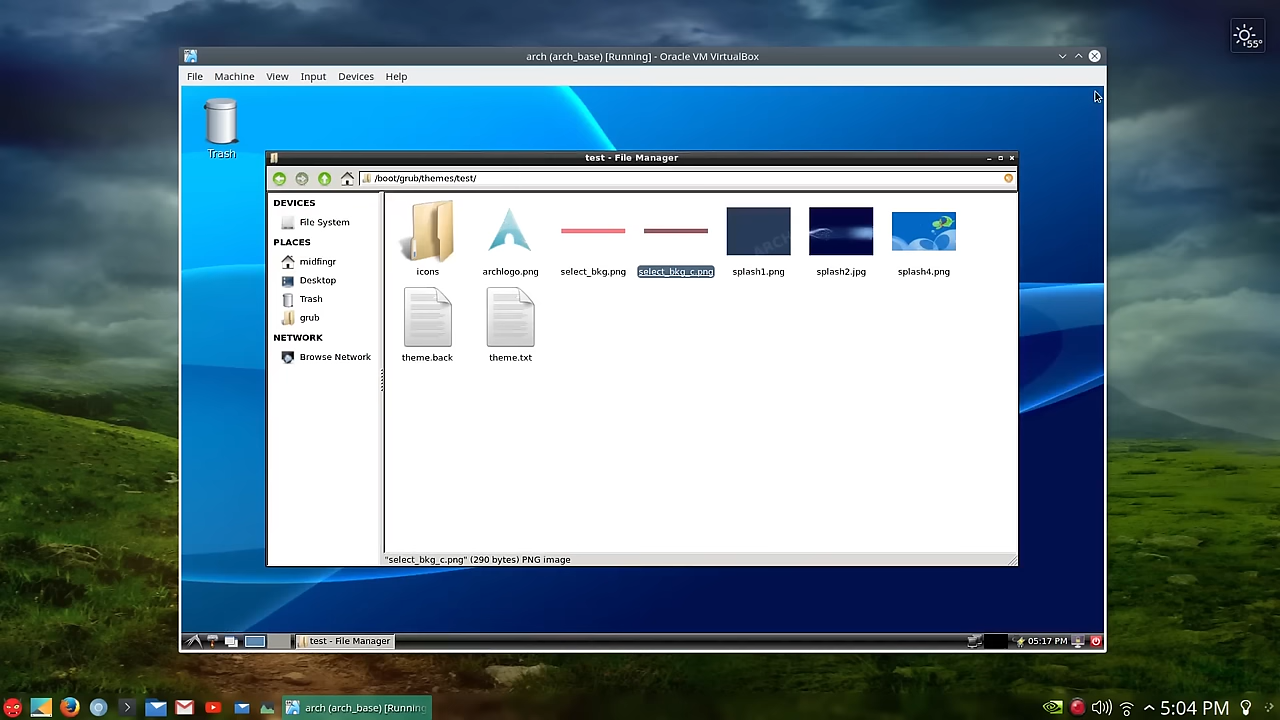 arch (arch_base) [Running] - Oracle VM VirtualBox
55°
File Machine View Input Devices Help
Trash
test - File Manager
/boot/grub/themes/test/
DEVICES
File System
PLACES
midfingr
Desktop
Trash
grub
NETWORK
Browse Network
icons archlogo.png select_bkg.png select_bkg_c.png splash1.png splash2.jpg splash4.png
theme.back theme.txt
"select_bkg_c.png" (290 bytes) PNG image
test - File Manager 05:17 PM
arch (arch_base) [Running 5:04 PM